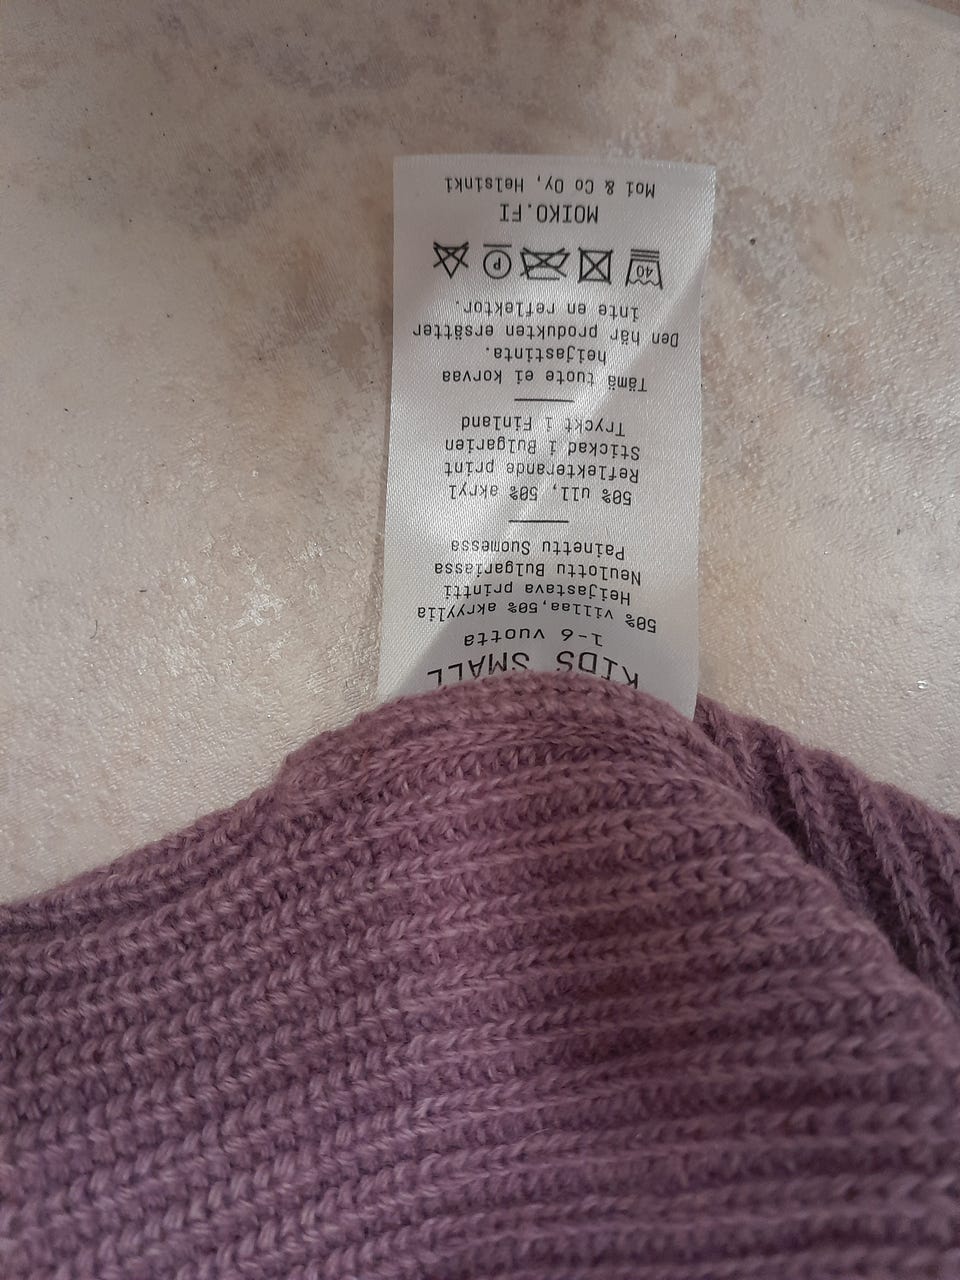 KIDS SMALL
1-6 vuotta
50% villaa,50% akryylia
Heijastava printti
Neulottu Bulgariassa
Painettu Suomessa
50% ull, 50% akryl
Reflekterande print
Stickad i Bulgarien
Tryckt i Finland
Tämä tuote ei korvaa
heijastinta.
Den här produkten ersätter
inte en reflektor.
40 P
MOIKO.FI
Moi & Co Oy, Helsinki